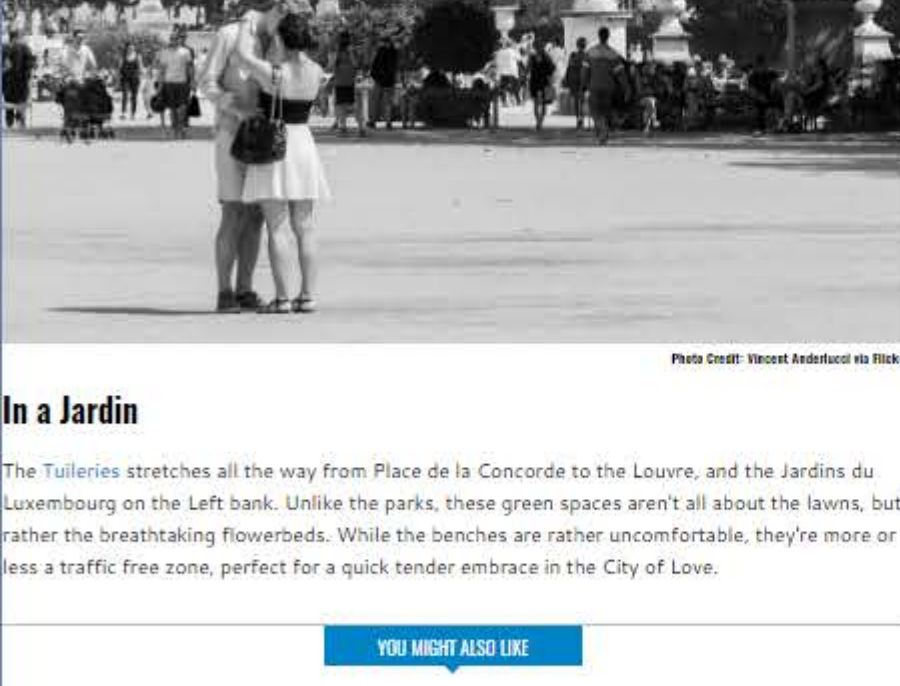 Photo Credit: Vincent Anderlucci via Flick
In a Jardin
The Tuileries stretches all the way from Place de la Concorde to the Louvre, and the Jardins du
Luxembourg on the Left bank. Unlike the parks, these green spaces aren't all about the lawns, but
rather the breathtaking flowerbeds. While the benches are rather uncomfortable, they're more or
less a traffic free zone, perfect for a quick tender embrace in the City of Love.
YOU MIGHT ALSO LIKE